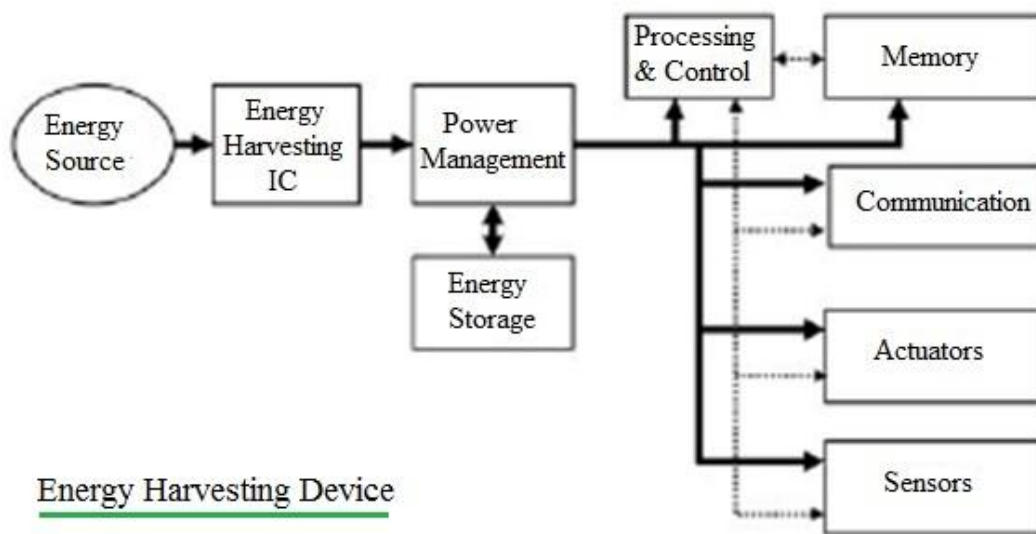 Energy
Source
Energy
Harvesting
IC
Power
Management
Energy
Storage
Processing
& Control
Memory
Communication
Actuators
Sensors
Energy Harvesting Device